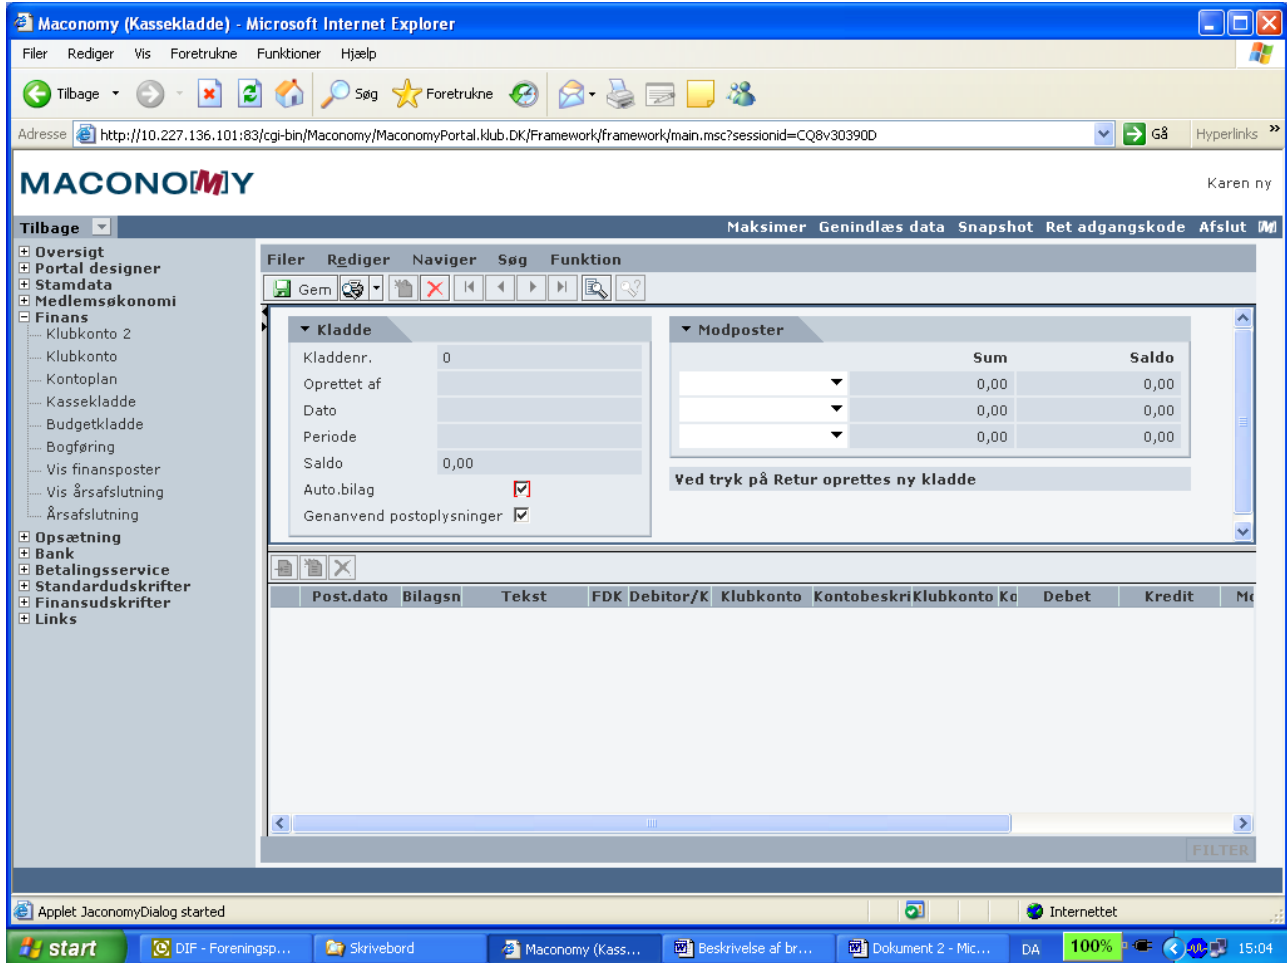 Maconomy (Kassekladde) - Microsoft Internet Explorer
Filer Rediger Vis Foretrukne Funktioner Hjælp
Tilbage Søg Foretrukne
Adresse http://10.227.136.101:83/cgi-bin/Maconomy/MaconomyPortal.klub.DK/Framework/framework/main.msc?sessionid=CQ8v30390D Gå Hyperlinks »
MACONO[M]Y Karen ny
Tilbage Maksimer Genindlæs data Snapshot Ret adgangskode Afslut [M]
Oversigt
Portal designer
Stamdata
Medlemsøkonomi
Finans
Klubkonto 2
Klubkonto
Kontoplan
Kassekladde
Budgetkladde
Bogføring
Vis finansposter
Vis årsafslutning
Årsafslutning
Opsætning
Bank
Betalingsservice
Standardudskrifter
Finansudskrifter
Links
Filer Rediger Naviger Søg Funktion
Gem
Kladde
Kladdenr. 0
Oprettet af
Dato
Periode
Saldo 0,00
Auto.bilag
Genanvend postoplysninger
Modposter
Sum Saldo
0,00 0,00
0,00 0,00
0,00 0,00
Ved tryk på Retur oprettes ny kladde
Post.dato Bilagsn Tekst FDK Debitor/K Klubkonto Kontobeskri Klubkonto Ko Debet Kredit Mo
FILTER
Applet JaconomyDialog started Internettet
start DIF - Foreningsp... Skrivebord Maconomy (Kass... Beskrivelse af br... Dokument 2 - Mic... DA 100% 15:04